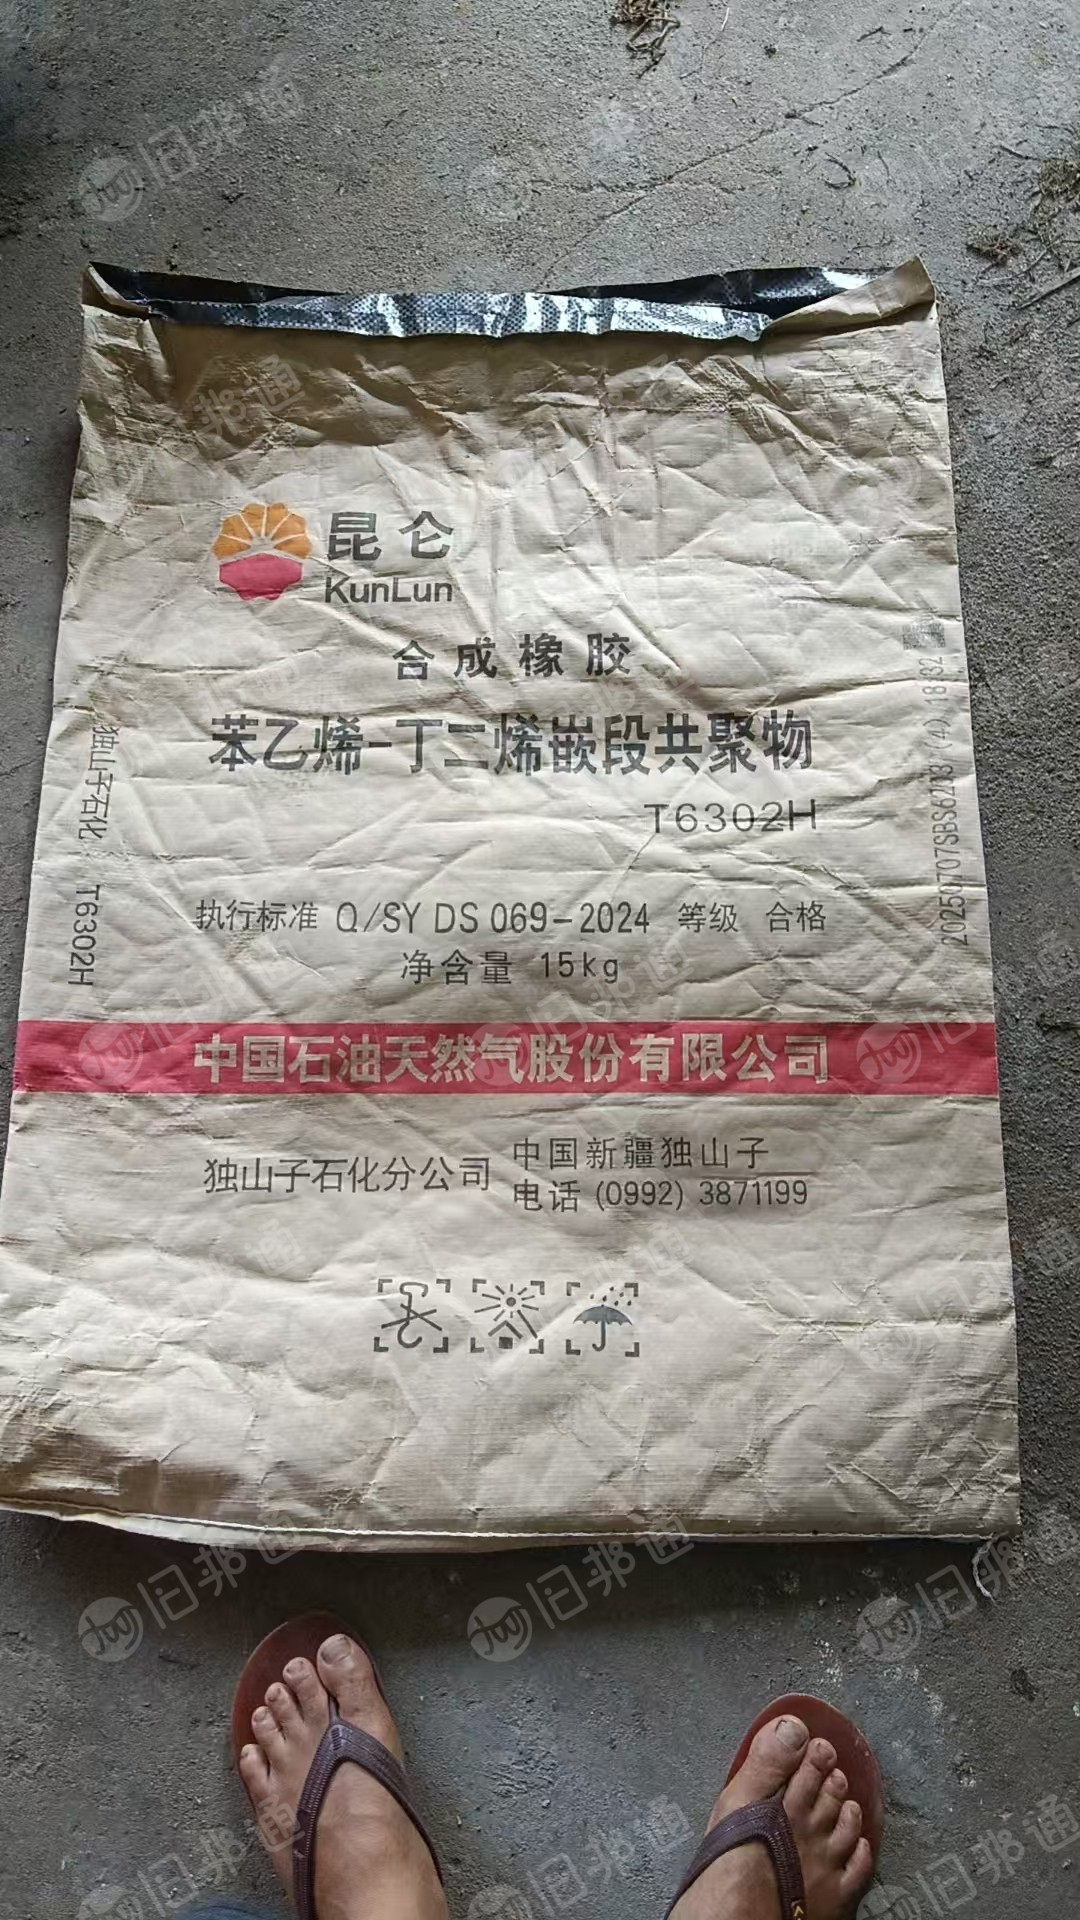 昆仑
KunLun
合成橡胶
苯乙烯-丁二烯嵌段共聚物
T6302H
执行标准 Q/SY DS 069-2024 等级 合格
净含量 15kg
中国石油天然气股份有限公司
独山子石化分公司
中国新疆独山子
电话 (0992) 3871199
独山子石化 T6302H
旧邦通